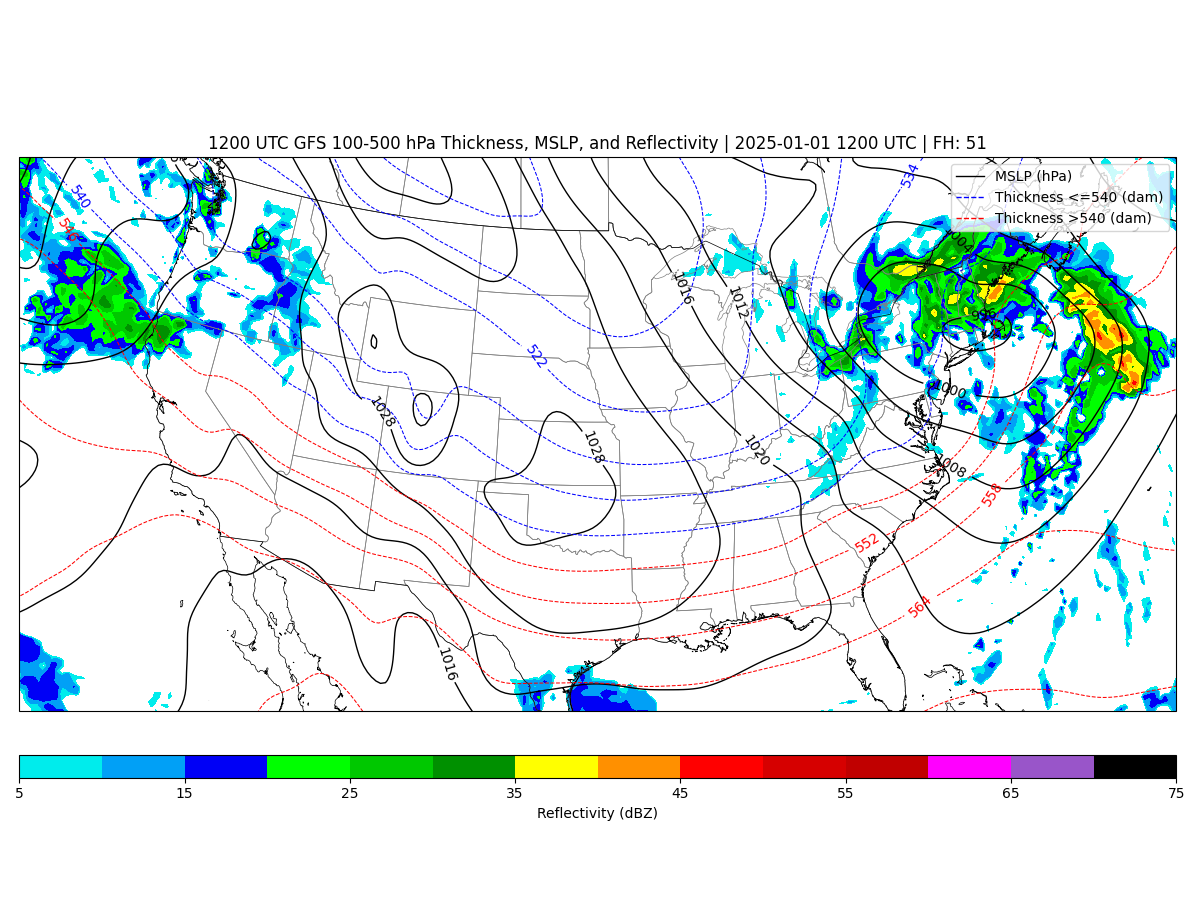 1200 UTC GFS 100-500 hPa Thickness, MSLP, and Reflectivity | 2025-01-01 1200 UTC | FH: 51
MSLP (hPa)
Thickness <=540 (dam)
Thickness >540 (dam)
534
540
546
1004
1016
1012
996
522
1000
1028
1028
1020
1008
558
552
564
1016
5 15 25 35 45 55 65 75
Reflectivity (dBZ)